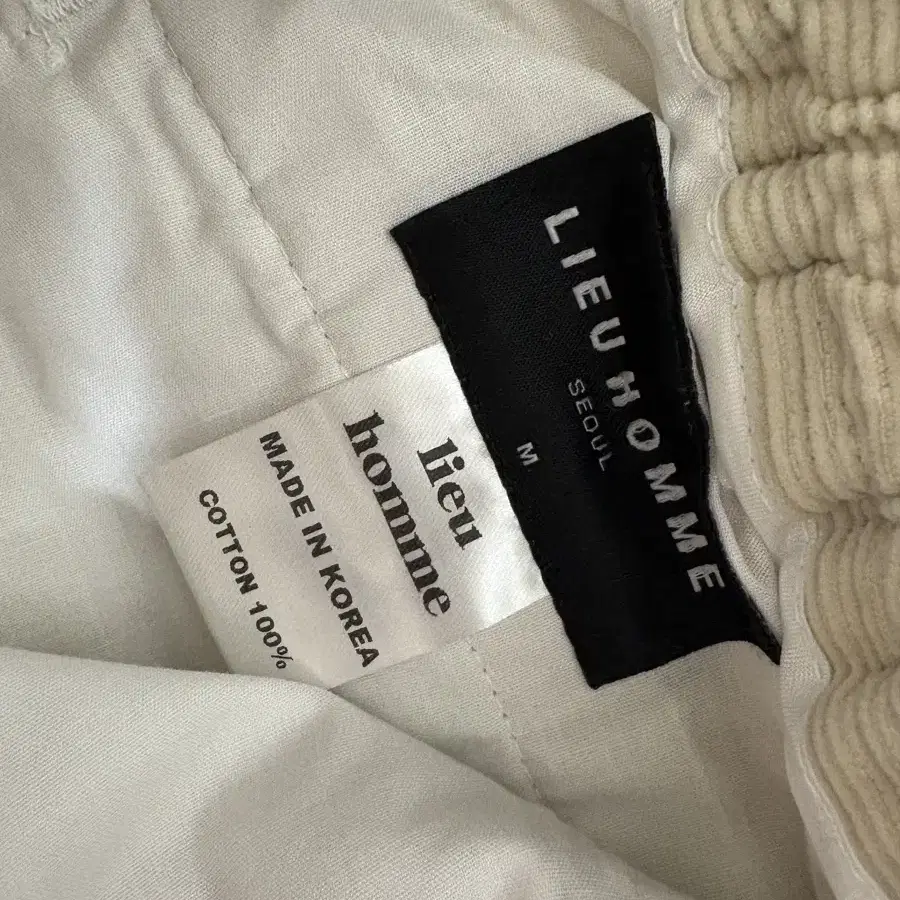 LIEUHOMME
SEOUL
M
lieu
homme
MADE IN KOREA
COTTON 100%